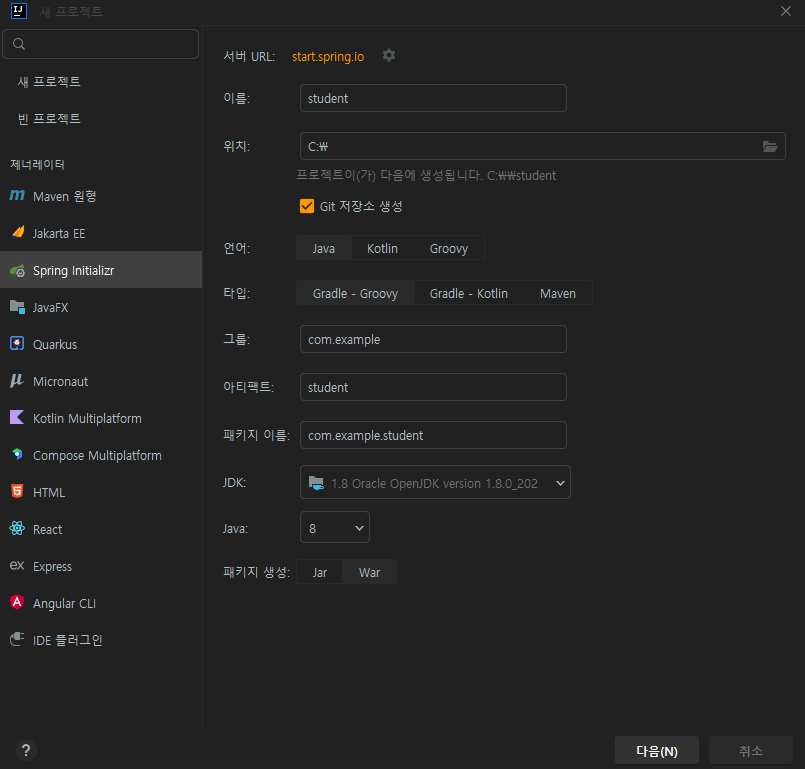 새 프로젝트
새 프로젝트
빈 프로젝트
제너레이터
Maven 원형
Jakarta EE
Spring Initializr
JavaFX
Quarkus
Micronaut
Kotlin Multiplatform
Compose Multiplatform
HTML
React
Express
Angular CLI
IDE 플러그인
서버 URL: start.spring.io
이름: student
위치: C:₩
프로젝트이(가) 다음에 생성됩니다. C:₩₩student
Git 저장소 생성
언어: Java Kotlin Groovy
타입: Gradle - Groovy Gradle - Kotlin Maven
그룹: com.example
아티팩트: student
패키지 이름: com.example.student
JDK: 1.8 Oracle OpenJDK version 1.8.0_202
Java: 8
패키지 생성: Jar War
? 다음(N) 취소